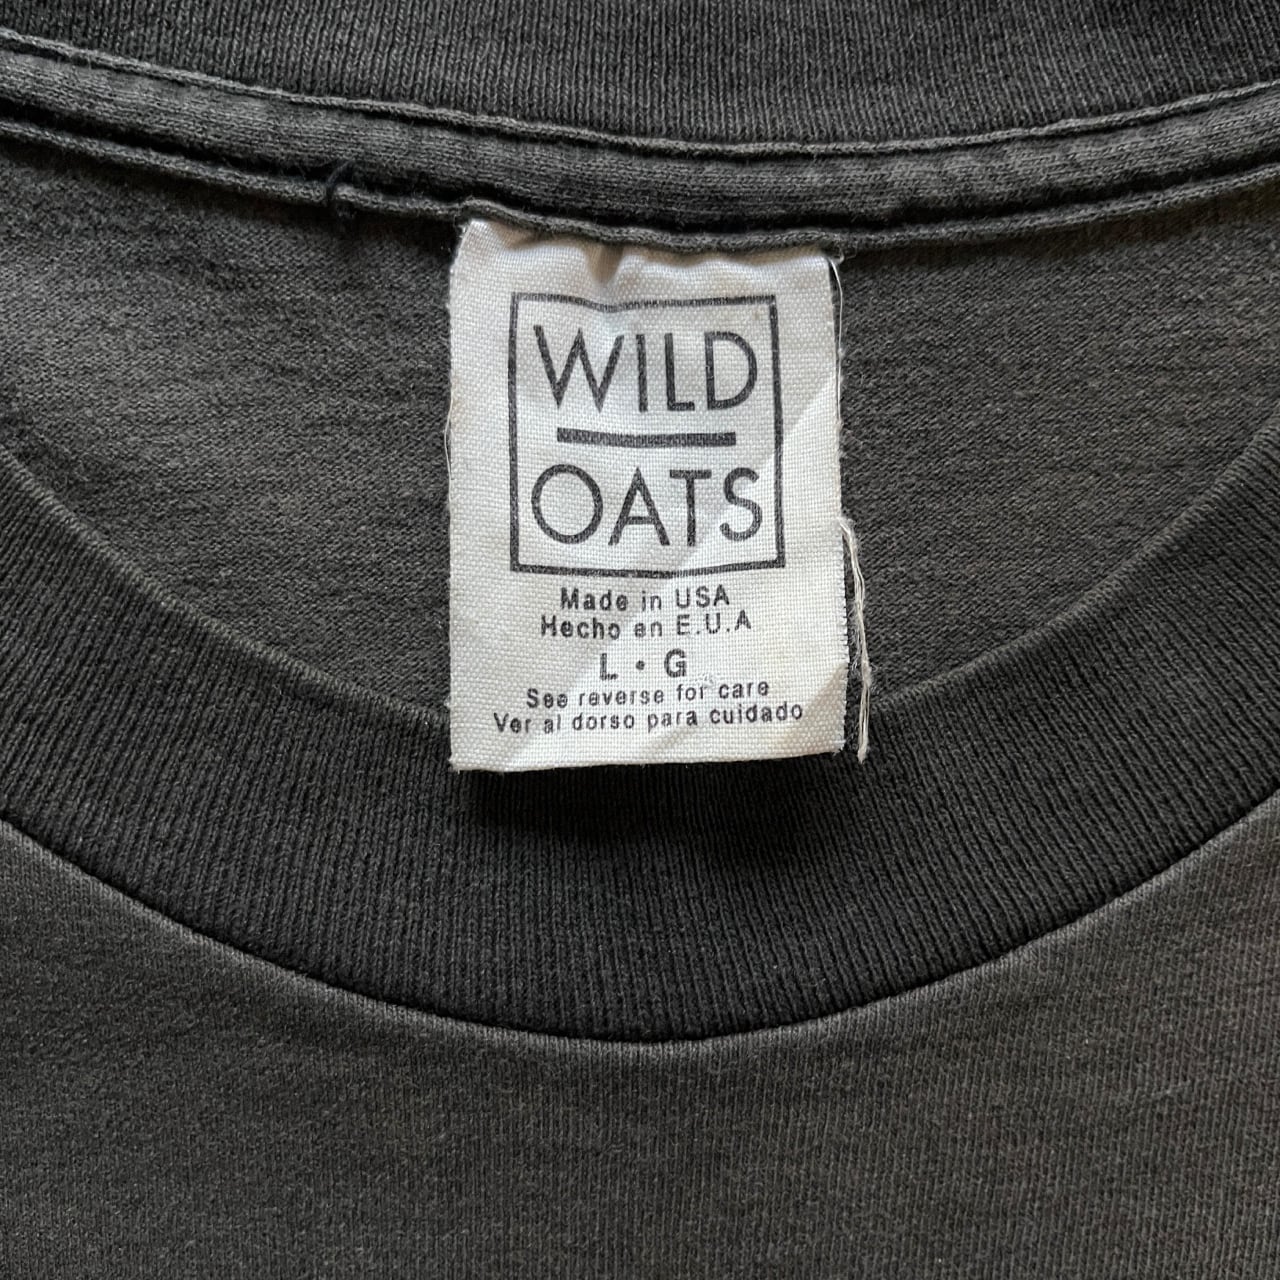 WILD
OATS
Made in USA
Hecho en E.U.A
L • G
See reverse for care
Ver al dorso para cuidado